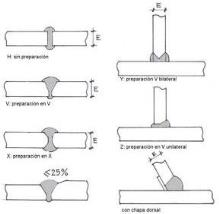 E
H: sin preparación
E
V: preparación en V
E
X: preparación en X
≤25%
E
Y: preparación V bilateral
E
Z: preparación en V unilateral
E
con chapa dorsal